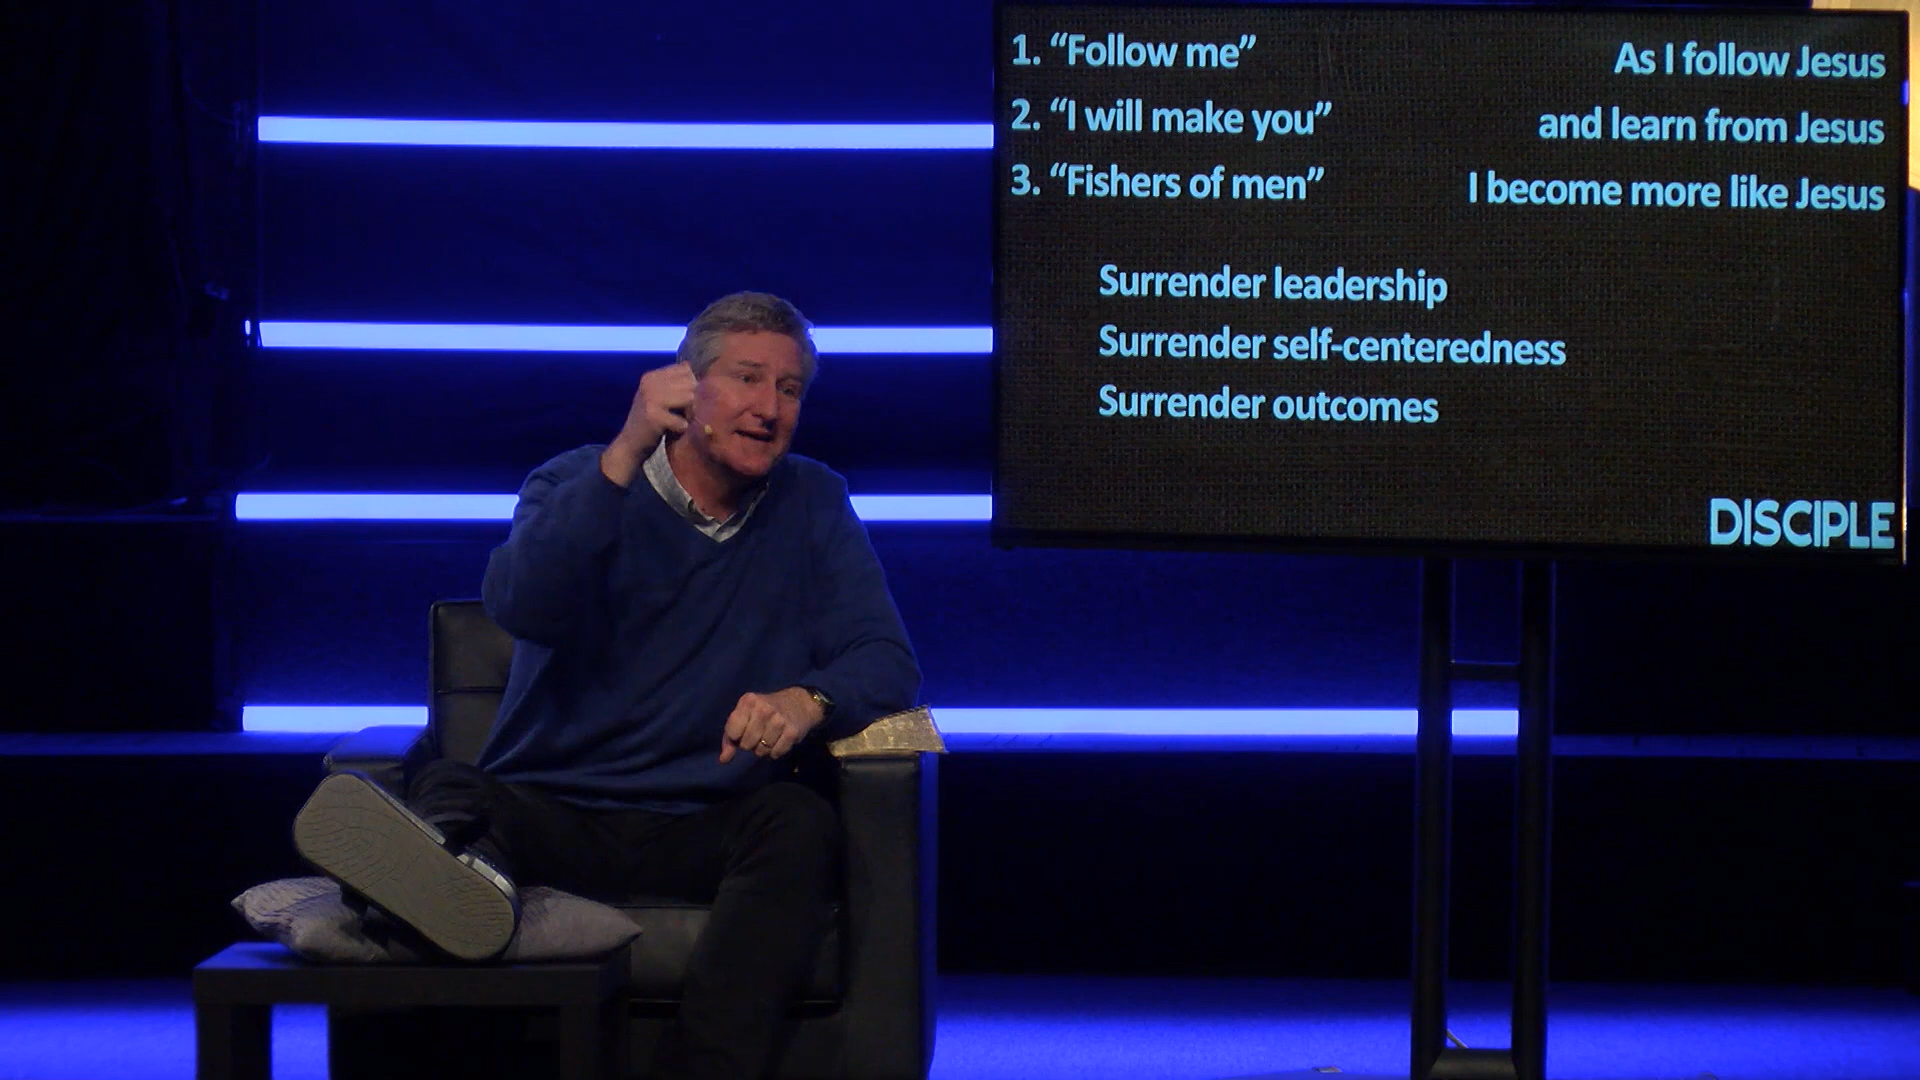 1. “Follow me”
As I follow Jesus
2. “I will make you”
and learn from Jesus
3. “Fishers of men”
I become more like Jesus
Surrender leadership
Surrender self-centeredness
Surrender outcomes
DISCIPLE